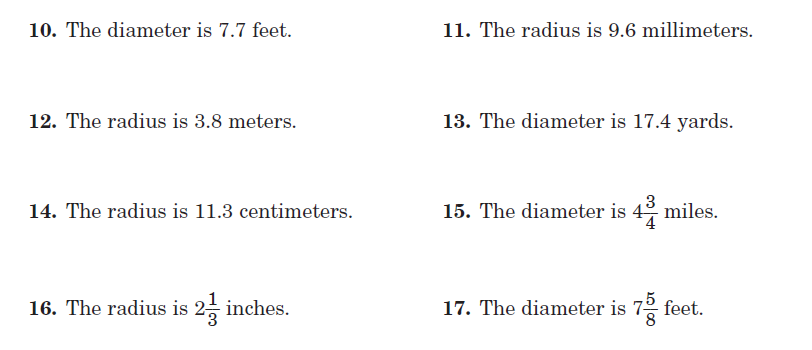 10. The diameter is 7.7 feet.
11. The radius is 9.6 millimeters.
12. The radius is 3.8 meters.
13. The diameter is 17.4 yards.
14. The radius is 11.3 centimeters.
15. The diameter is 4 3/4 miles.
16. The radius is 2 1/3 inches.
17. The diameter is 7 5/8 feet.